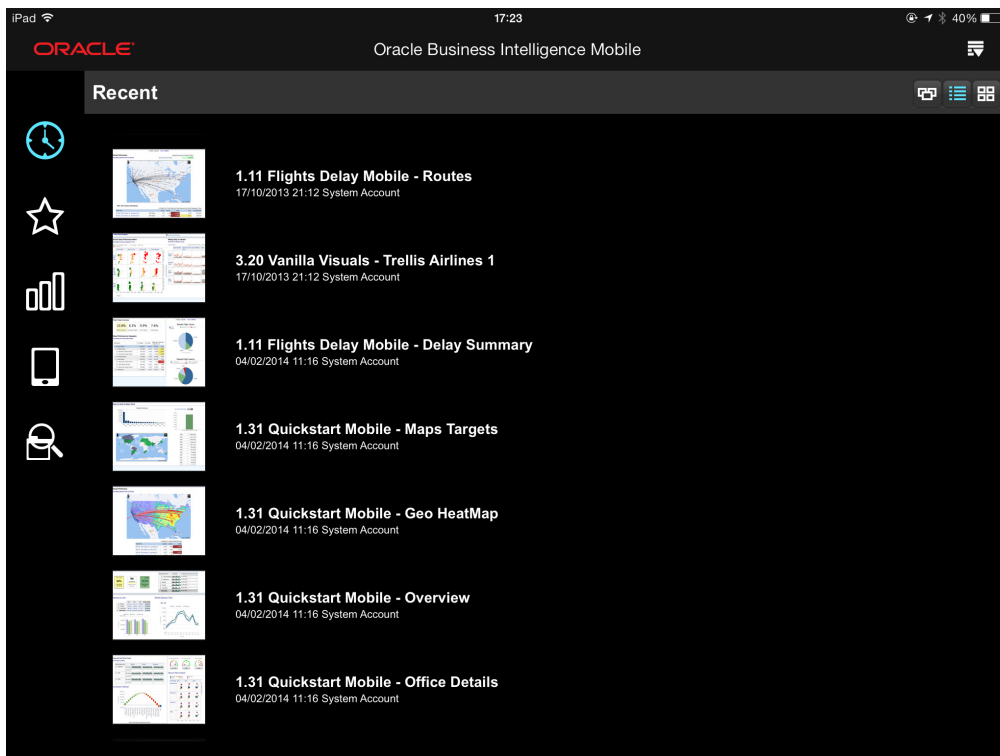 iPad 17:23 40%
ORACLE Oracle Business Intelligence Mobile
Recent
1.11 Flights Delay Mobile - Routes
17/10/2013 21:12 System Account
3.20 Vanilla Visuals - Trellis Airlines 1
17/10/2013 21:12 System Account
1.11 Flights Delay Mobile - Delay Summary
04/02/2014 11:16 System Account
1.31 Quickstart Mobile - Maps Targets
04/02/2014 11:16 System Account
1.31 Quickstart Mobile - Geo HeatMap
04/02/2014 11:16 System Account
1.31 Quickstart Mobile - Overview
04/02/2014 11:16 System Account
1.31 Quickstart Mobile - Office Details
04/02/2014 11:16 System Account